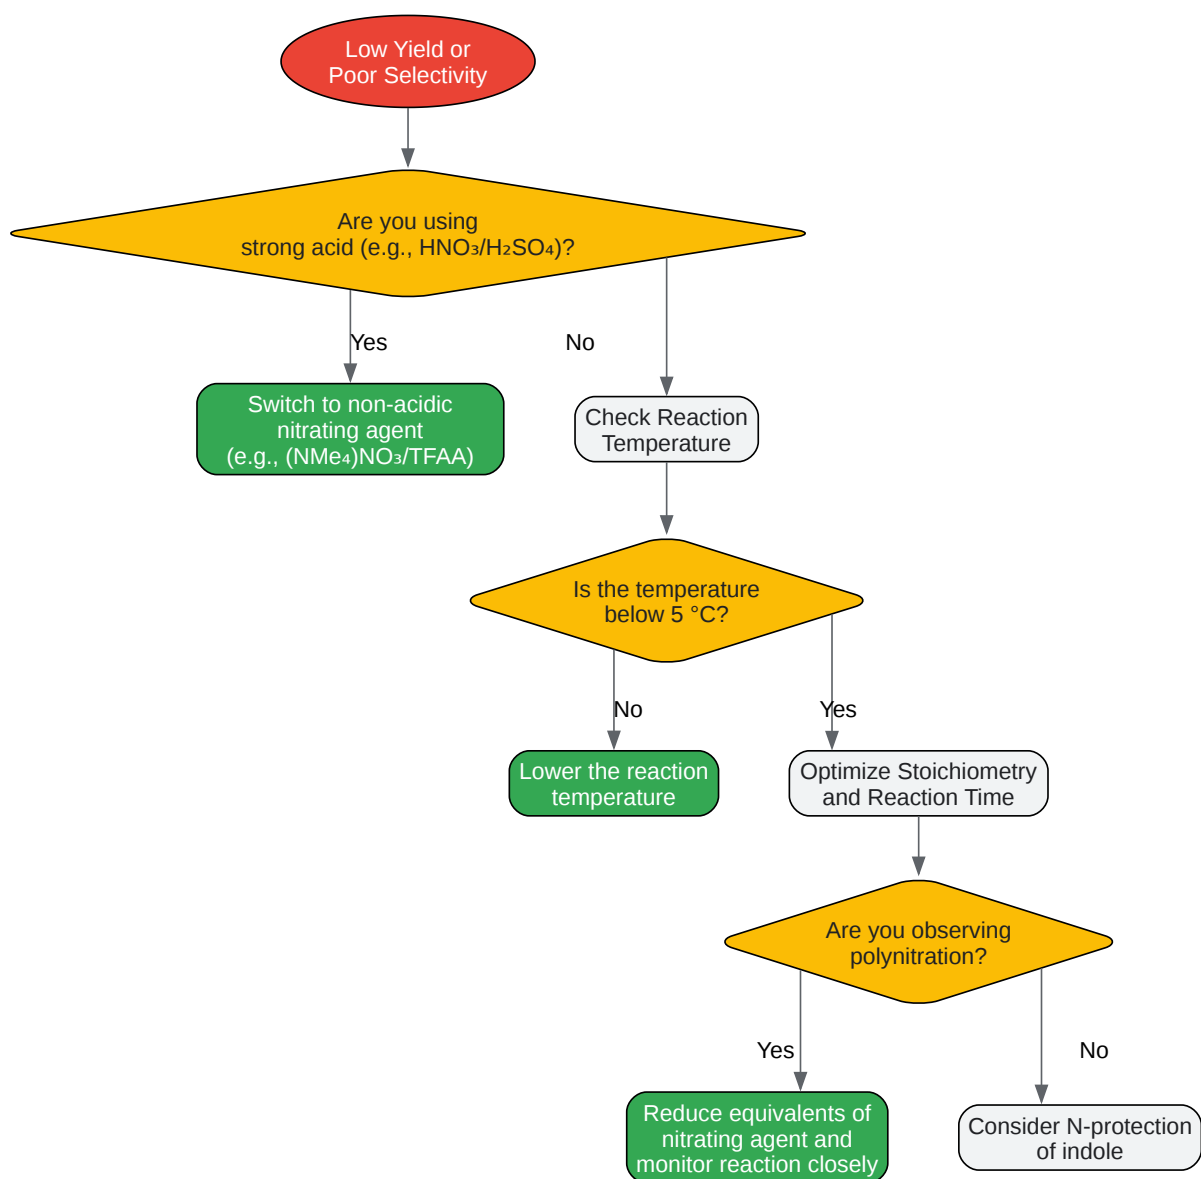 Low Yield or
Poor Selectivity
Are you using
strong acid (e.g., HNO₃/H₂SO₄)?
Yes
No
Switch to non-acidic
nitrating agent
(e.g., (NMe₄)NO₃/TFAA)
Check Reaction
Temperature
Is the temperature
below 5 °C?
No
Yes
Lower the reaction
temperature
Optimize Stoichiometry
and Reaction Time
Are you observing
polynitration?
Yes
No
Reduce equivalents of
nitrating agent and
monitor reaction closely
Consider N-protection
of indole